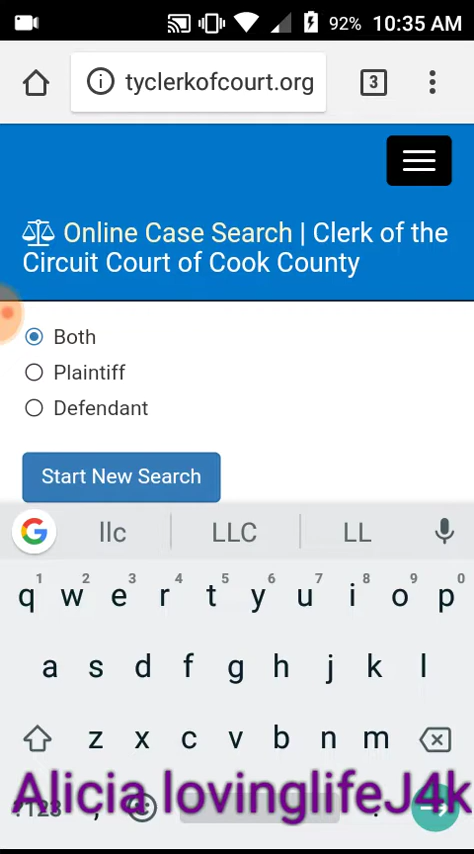 92% 10:35 AM
tyclerkofcourt.org 3
Online Case Search | Clerk of the
Circuit Court of Cook County
Both
Plaintiff
Defendant
Start New Search
G llc LLC LL
1 2 3 4 5 6 7 8 9 0
q w e r t y u i o p
a s d f g h j k l
z x c v b n m
?123 , .
Alicia lovinglifeJ4k